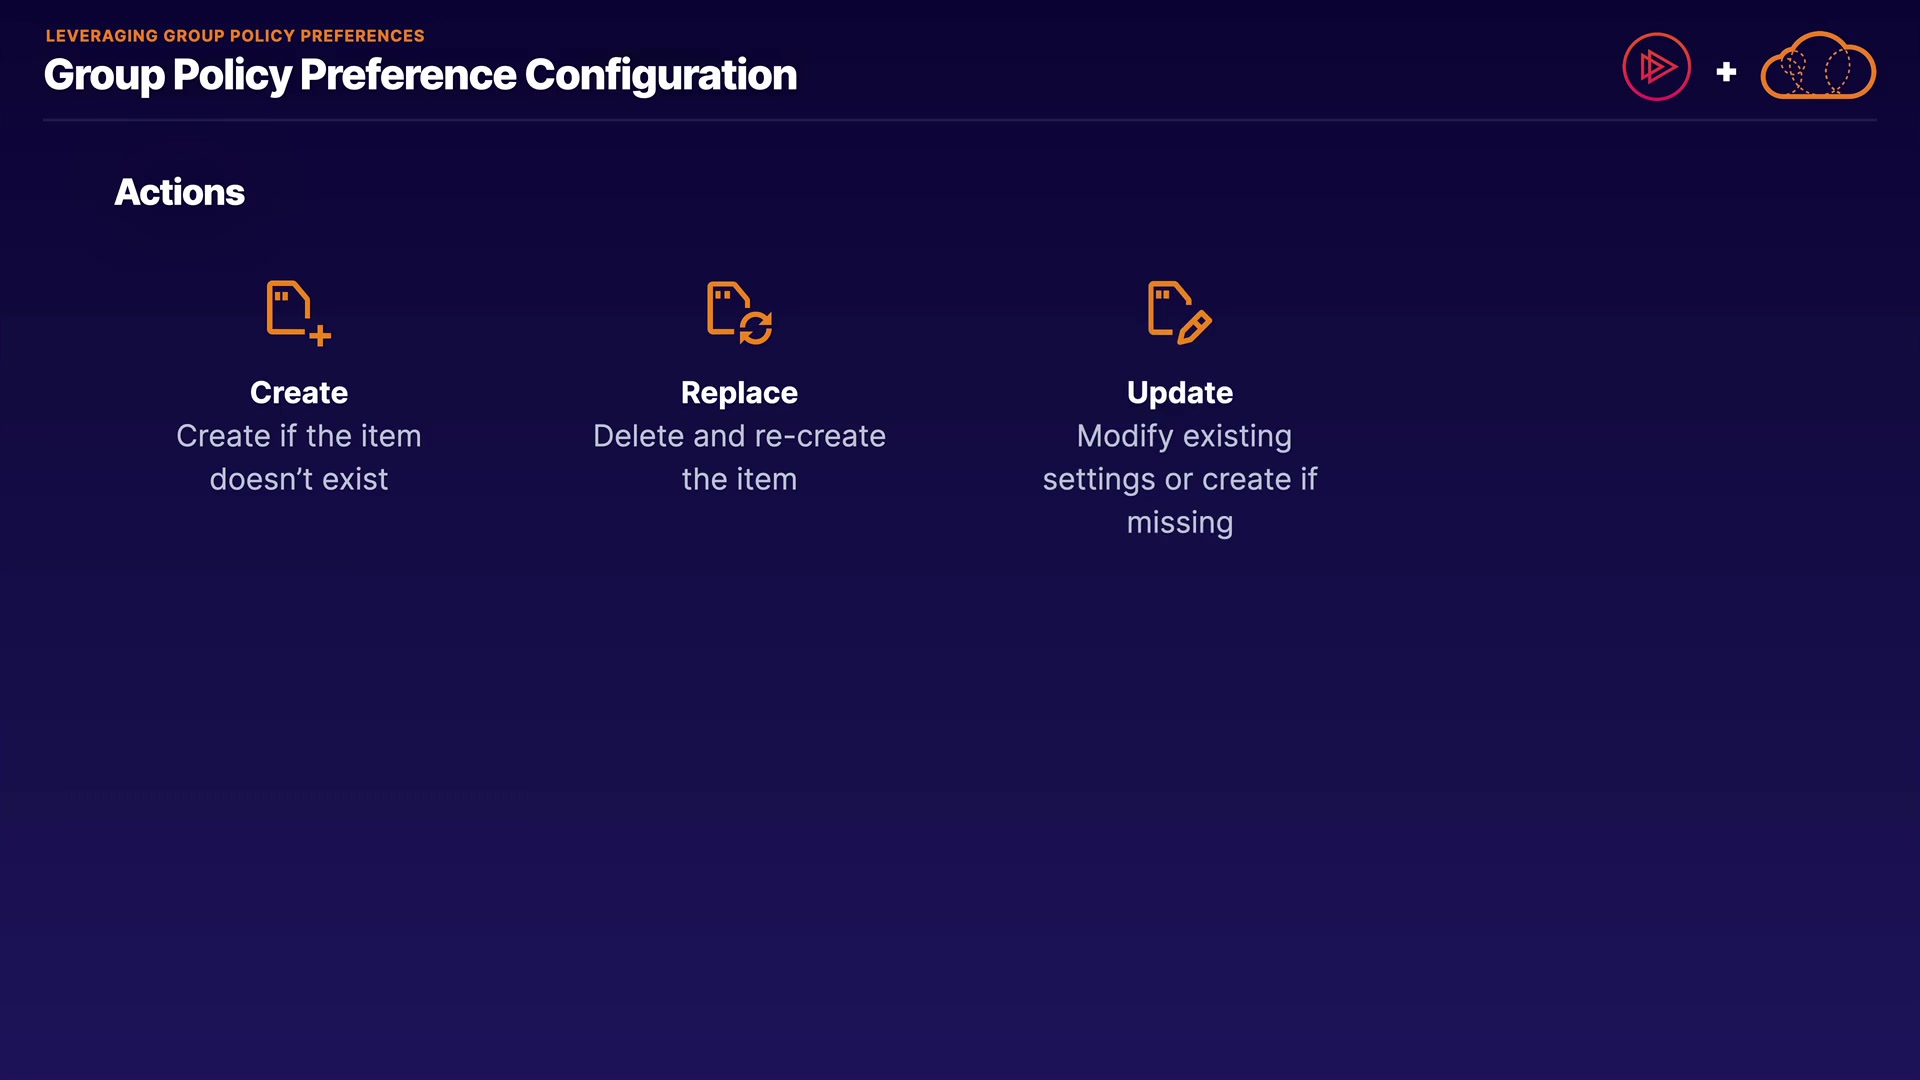 LEVERAGING GROUP POLICY PREFERENCES
Group Policy Preference Configuration
Actions
Create
Create if the item
doesn’t exist
Replace
Delete and re-create
the item
Update
Modify existing
settings or create if
missing